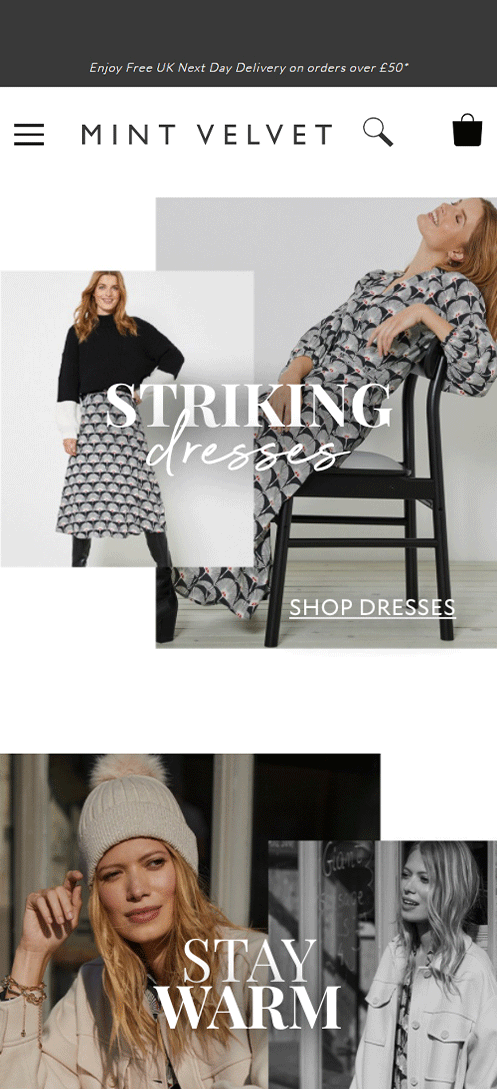 Enjoy Free UK Next Day Delivery on orders over £50*
MINT VELVET
STRIKING
dresses
SHOP DRESSES
STAY
WARM